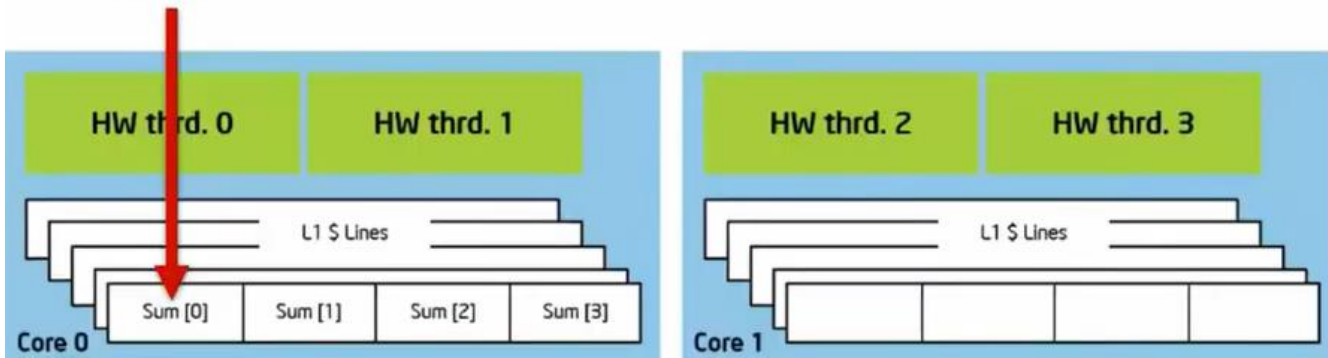 HW thrd. 0 HW thrd. 1 HW thrd. 2 HW thrd. 3
L1 $ Lines L1 $ Lines
Sum [0] Sum [1] Sum [2] Sum [3]
Core 0 Core 1